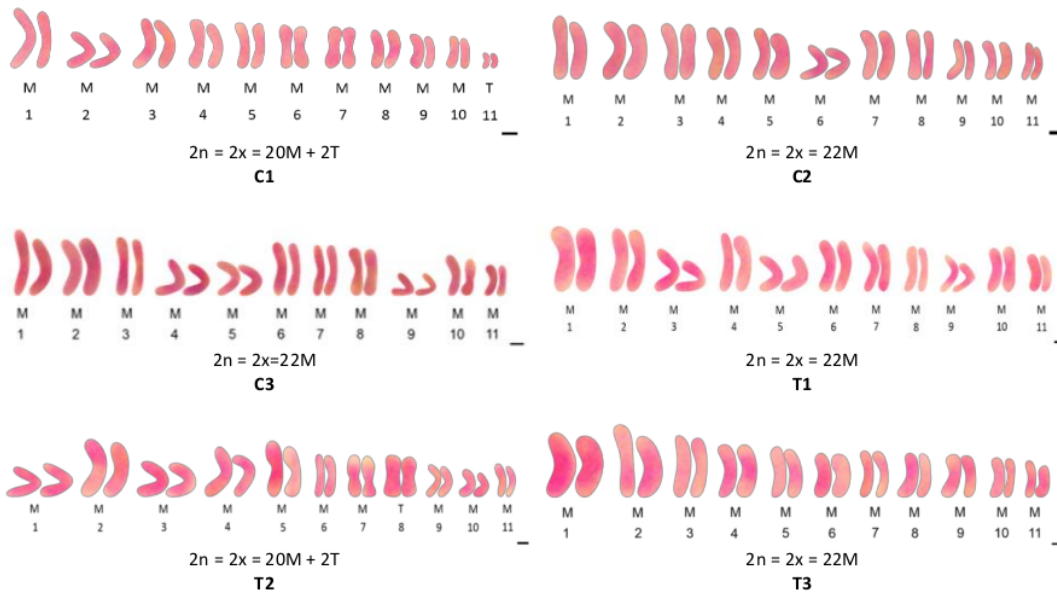 M M M M M M M M M M T
1 2 3 4 5 6 7 8 9 10 11
2n = 2x = 20M + 2T
C1
M M M M M M M M M M M
1 2 3 4 5 6 7 8 9 10 11
2n = 2x = 22M
C2
M M M M M M M M M M M
1 2 3 4 5 6 7 8 9 10 11
2n = 2x=22M
C3
M M M M M M M M M M M
1 2 3 4 5 6 7 8 9 10 11
2n = 2x = 22M
T1
M M M M M M M T M M M
1 2 3 4 5 6 7 8 9 10 11
2n = 2x = 20M + 2T
T2
M M M M M M M M M M M
1 2 3 4 5 6 7 8 9 10 11
2n = 2x = 22M
T3